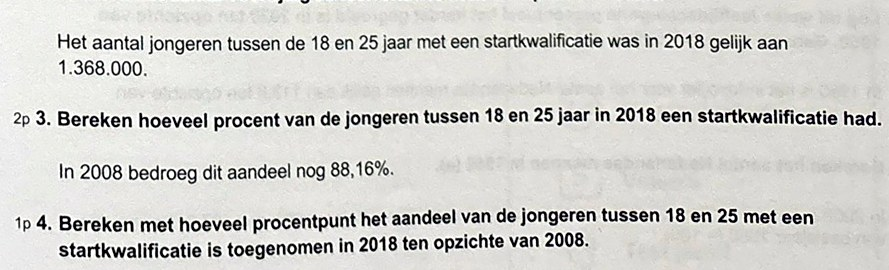 Het aantal jongeren tussen de 18 en 25 jaar met een startkwalificatie was in 2018 gelijk aan
1.368.000.
2p 3. Bereken hoeveel procent van de jongeren tussen 18 en 25 jaar in 2018 een startkwalificatie had.
In 2008 bedroeg dit aandeel nog 88,16%.
1p 4. Bereken met hoeveel procentpunt het aandeel van de jongeren tussen 18 en 25 met een
startkwalificatie is toegenomen in 2018 ten opzichte van 2008.